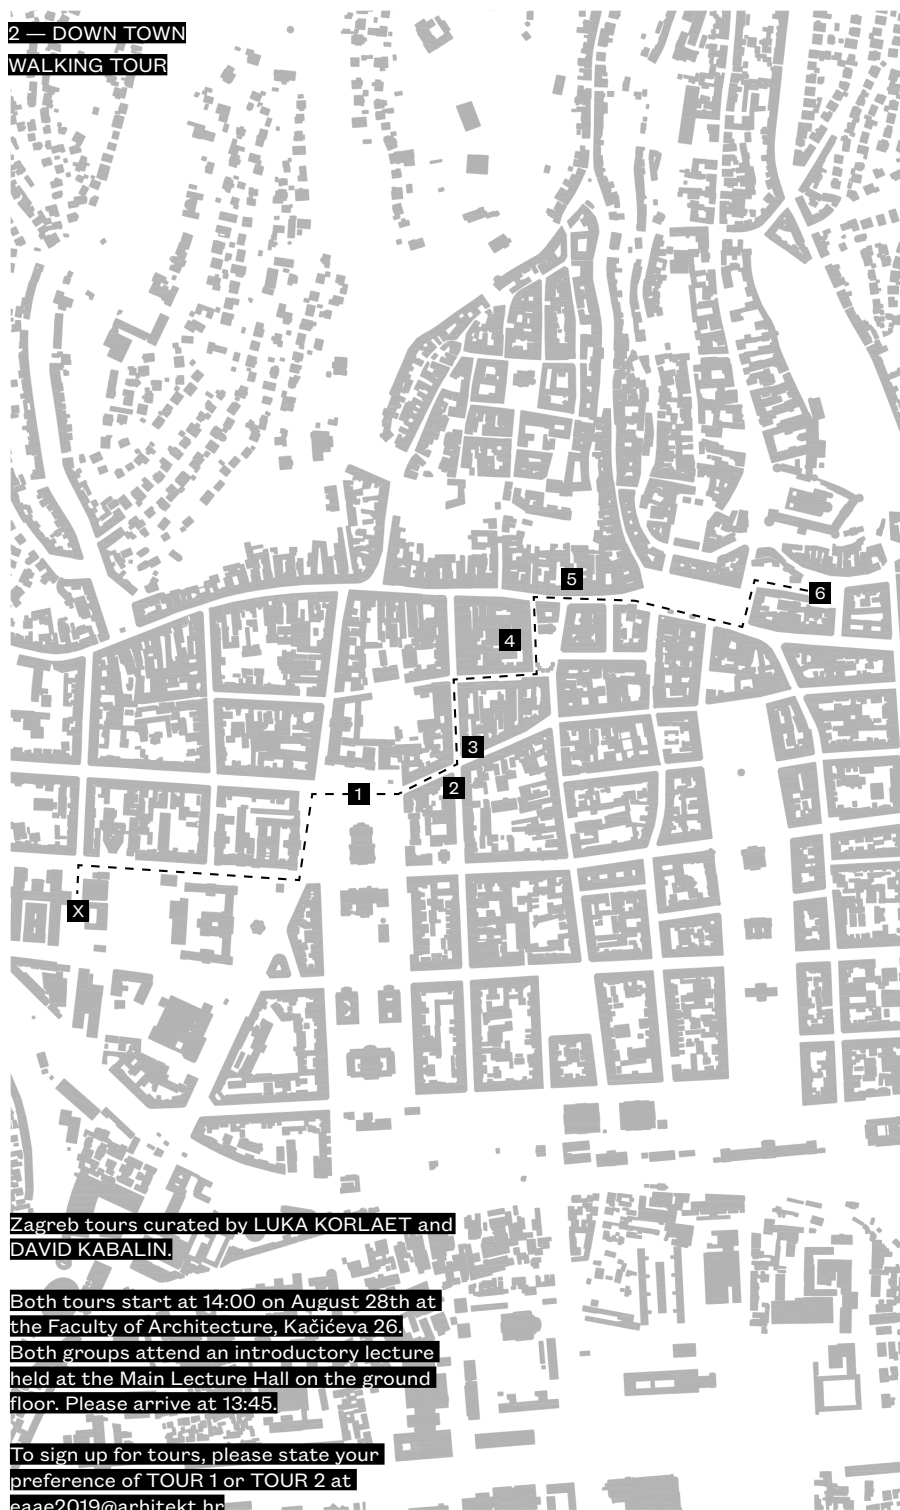 2 — DOWN TOWN
WALKING TOUR
5
6
4
3
2
1
X
Zagreb tours curated by LUKA KORLAET and
DAVID KABALIN.
Both tours start at 14:00 on August 28th at
the Faculty of Architecture, Kačićeva 26.
Both groups attend an introductory lecture
held at the Main Lecture Hall on the ground
floor. Please arrive at 13:45.
To sign up for tours, please state your
preference of TOUR 1 or TOUR 2 at
eaae2019@arhitekt.hr